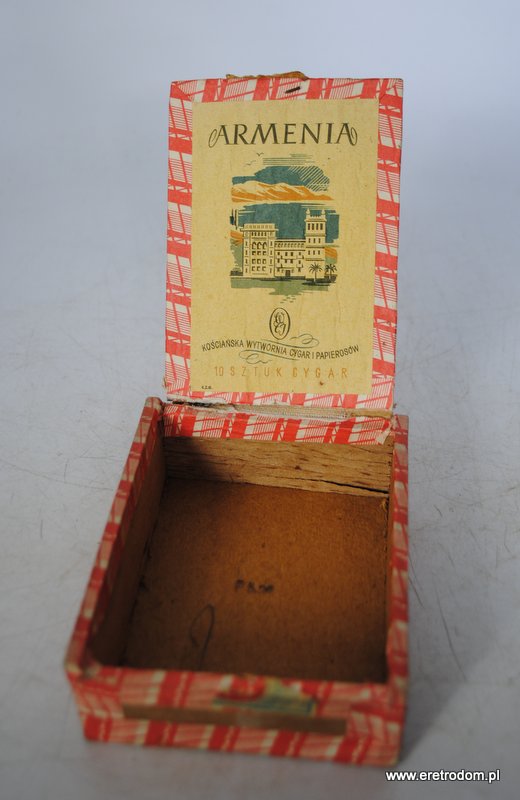 ARMENIA
KOŚCIAŃSKA WYTWÓRNIA CYGAR I PAPIEROSÓW
10 SZTUK CYGAR
www.eretrodom.pl